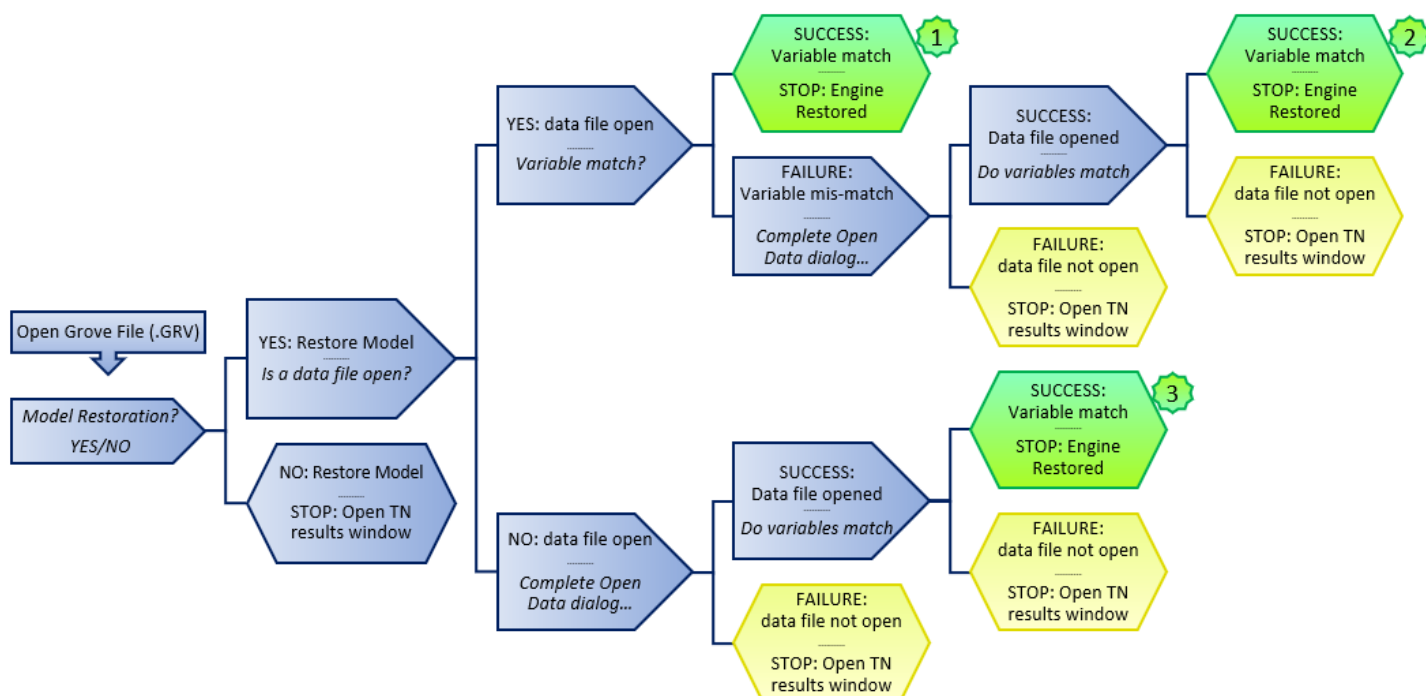 Open Grove File (.GRV)
Model Restoration?
YES/NO
YES: Restore Model
Is a data file open?
NO: Restore Model
STOP: Open TN
results window
YES: data file open
Variable match?
SUCCESS:
Variable match
STOP: Engine
Restored
1
FAILURE:
Variable mis-match
Complete Open
Data dialog...
SUCCESS:
Data file opened
Do variables match
SUCCESS:
Variable match
STOP: Engine
Restored
2
FAILURE:
data file not open
STOP: Open TN
results window
FAILURE:
data file not open
STOP: Open TN
results window
NO: data file open
Complete Open
Data dialog...
SUCCESS:
Data file opened
Do variables match
SUCCESS:
Variable match
STOP: Engine
Restored
3
FAILURE:
data file not open
STOP: Open TN
results window
FAILURE:
data file not open
STOP: Open TN
results window